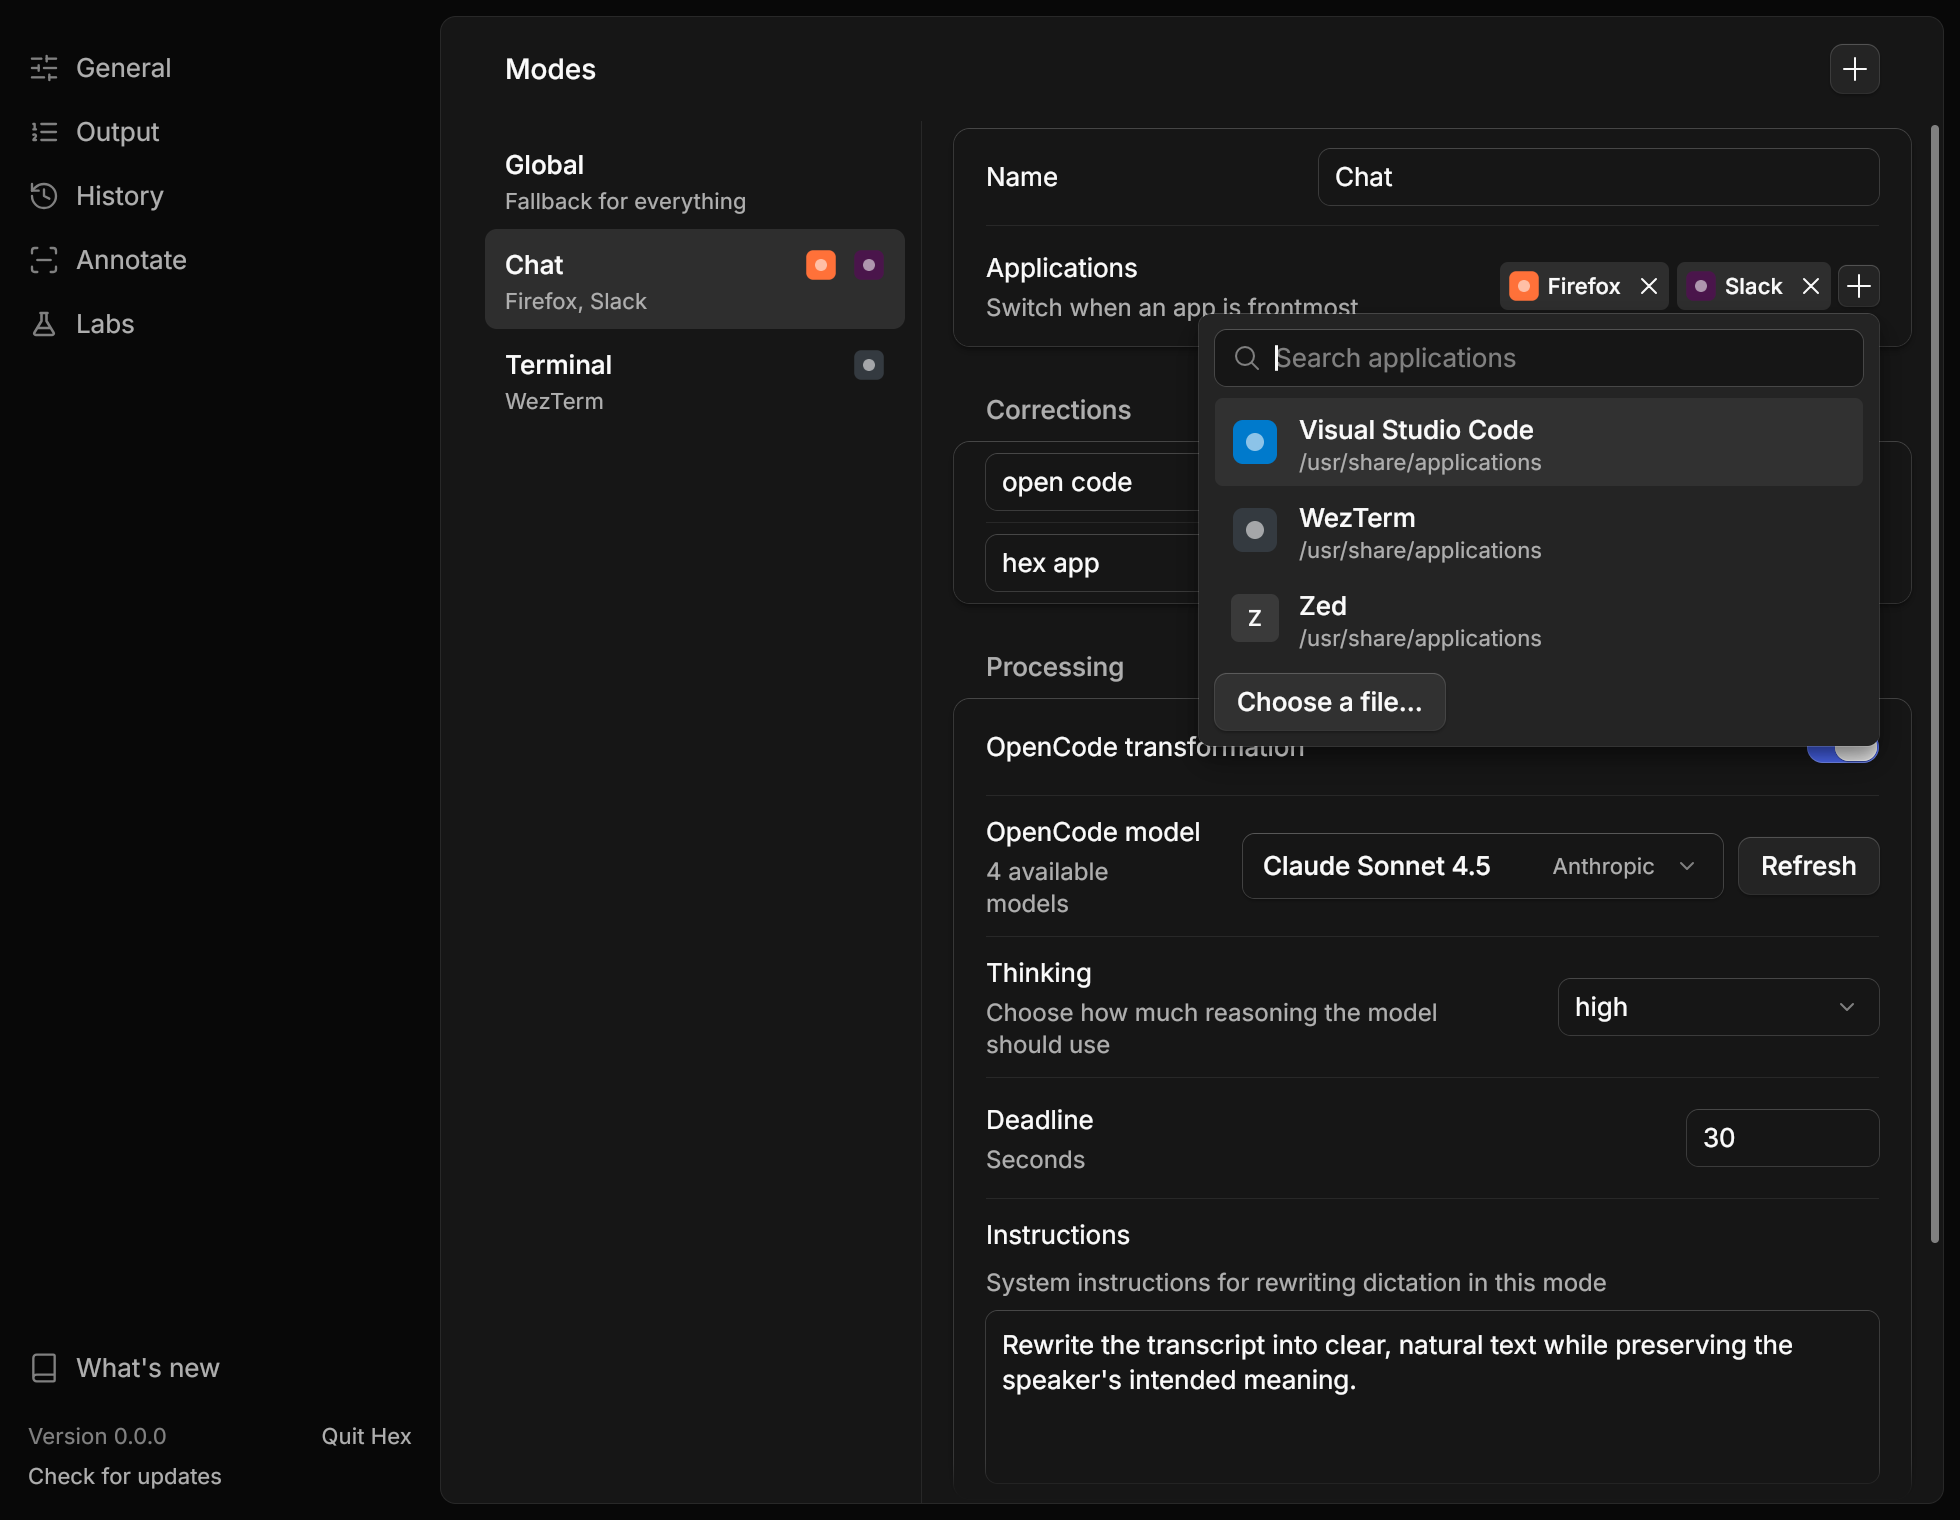 General
Output
History
Annotate
Labs
What's new
Version 0.0.0
Quit Hex
Check for updates
Modes
Global
Fallback for everything
Chat
Firefox, Slack
Terminal
WezTerm
Name
Chat
Applications
Switch when an app is frontmost
Firefox
Slack
Search applications
Visual Studio Code
/usr/share/applications
WezTerm
/usr/share/applications
Z
Zed
/usr/share/applications
Choose a file...
Corrections
open code
hex app
Processing
OpenCode transformation
OpenCode model
4 available
models
Claude Sonnet 4.5
Anthropic
Refresh
Thinking
Choose how much reasoning the model
should use
high
Deadline
Seconds
30
Instructions
System instructions for rewriting dictation in this mode
Rewrite the transcript into clear, natural text while preserving the
speaker's intended meaning.